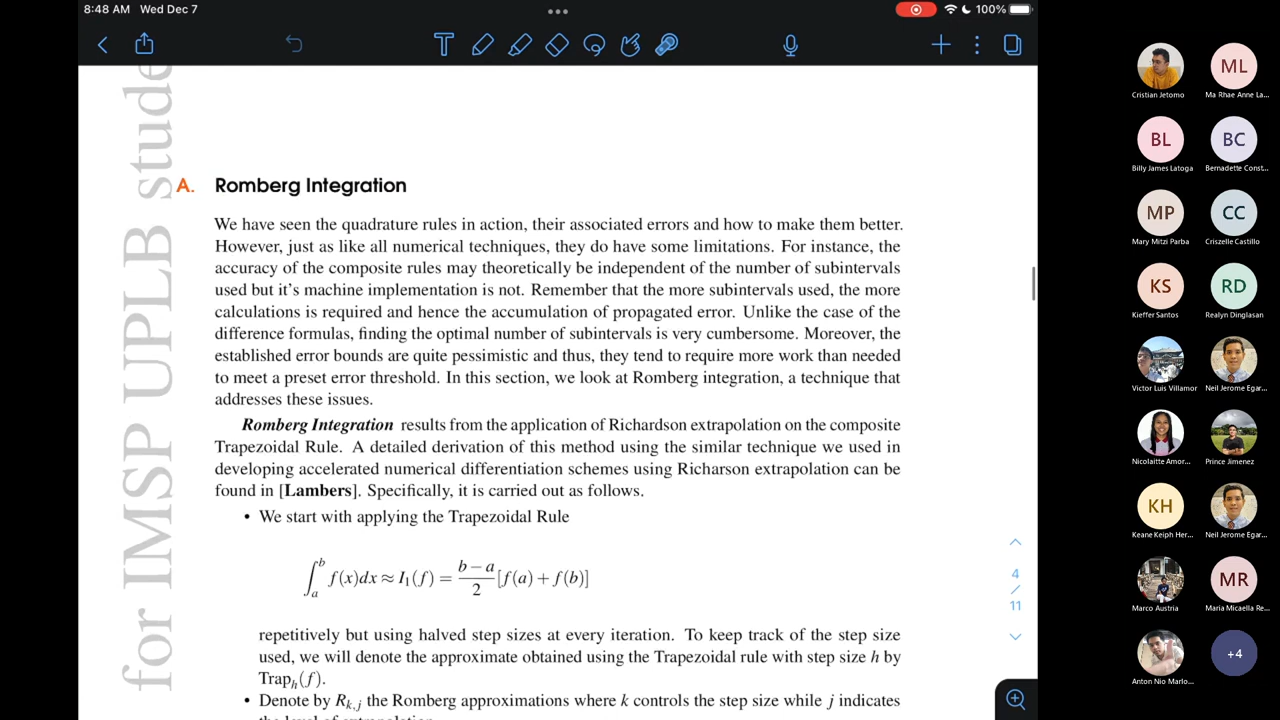 8:48 AM Wed Dec 7
100%
for IMSP UPLB stude
A. Romberg Integration
We have seen the quadrature rules in action, their associated errors and how to make them better.
However, just as like all numerical techniques, they do have some limitations. For instance, the
accuracy of the composite rules may theoretically be independent of the number of subintervals
used but it's machine implementation is not. Remember that the more subintervals used, the more
calculations is required and hence the accumulation of propagated error. Unlike the case of the
difference formulas, finding the optimal number of subintervals is very cumbersome. Moreover, the
established error bounds are quite pessimistic and thus, they tend to require more work than needed
to meet a preset error threshold. In this section, we look at Romberg integration, a technique that
addresses these issues.
Romberg Integration results from the application of Richardson extrapolation on the composite
Trapezoidal Rule. A detailed derivation of this method using the similar technique we used in
developing accelerated numerical differentiation schemes using Richarson extrapolation can be
found in [Lambers]. Specifically, it is carried out as follows.
• We start with applying the Trapezoidal Rule
∫_a^b f(x)dx ≈ I₁(f) = (b − a)/2 [f(a) + f(b)]
repetitively but using halved step sizes at every iteration. To keep track of the step size
used, we will denote the approximate obtained using the Trapezoidal rule with step size h by
Trap_h(f).
• Denote by R_{k,j} the Romberg approximations where k controls the step size while j indicates
4
/
11
Cristian Jetomo
ML
Ma Rhae Anne La...
BL
Billy James Latoga
BC
Bernadette Const...
MP
Mary Mitzi Parba
CC
Criszelle Castillo
KS
Kieffer Santos
RD
Realyn Dinglasan
Victor Luis Villamor
Neil Jerome Egar...
Nicolaitte Amor...
Prince Jimenez
KH
Keane Keiph Her...
Neil Jerome Egar...
Marco Austria
MR
Maria Micaella Re...
Anton Nio Marlo...
+4